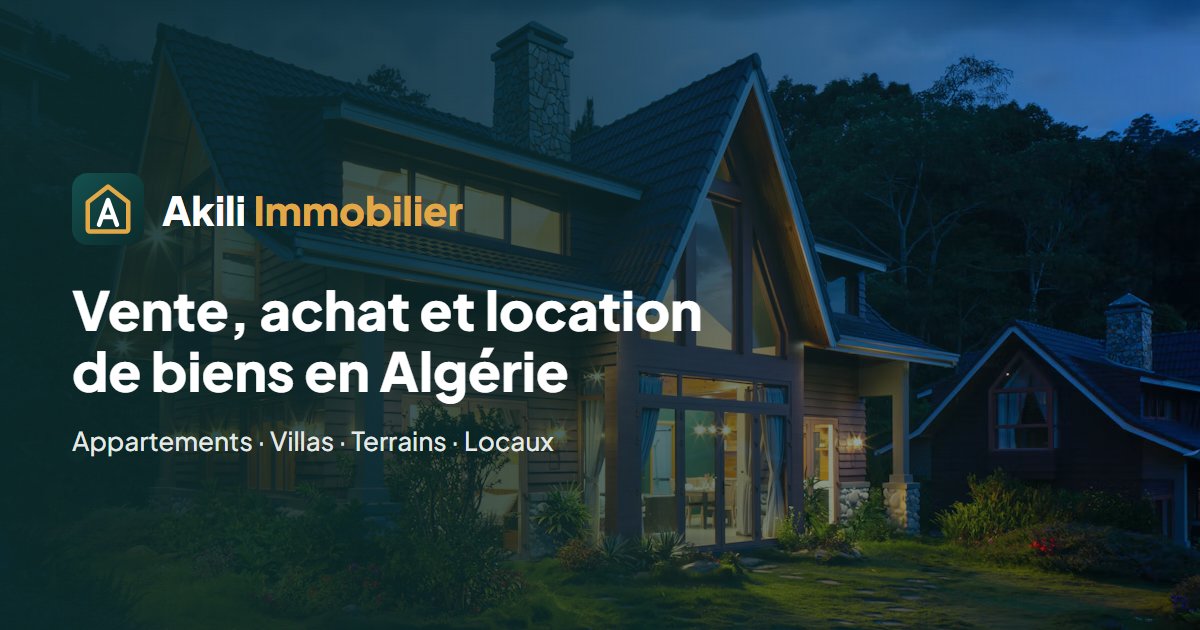 A
Akili Immobilier
Vente, achat et location
de biens en Algérie
Appartements · Villas · Terrains · Locaux